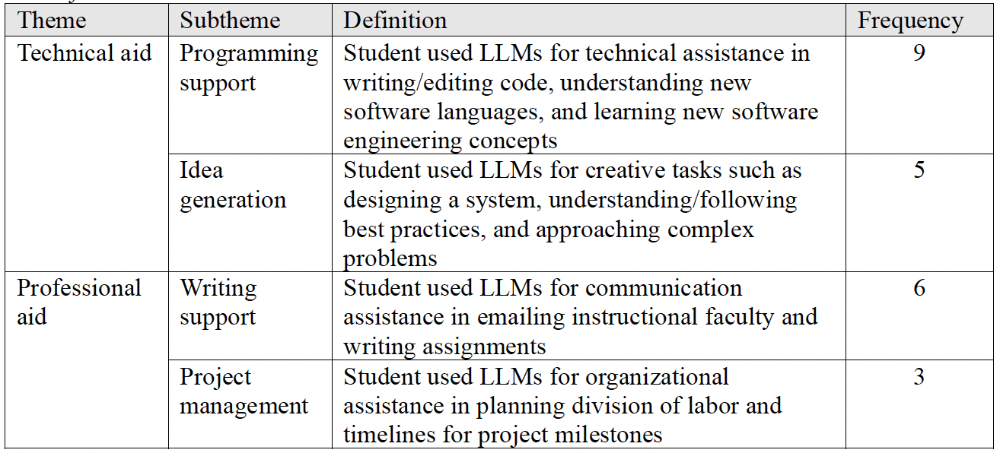 Theme Subtheme Definition Frequency
Technical aid Programming Student used LLMs for technical assistance in 9
support writing/editing code, understanding new
software languages, and learning new software
engineering concepts
Idea Student used LLMs for creative tasks such as 5
generation designing a system, understanding/following
best practices, and approaching complex
problems
Professional Writing Student used LLMs for communication 6
aid support assistance in emailing instructional faculty and
writing assignments
Project Student used LLMs for organizational 3
management assistance in planning division of labor and
timelines for project milestones